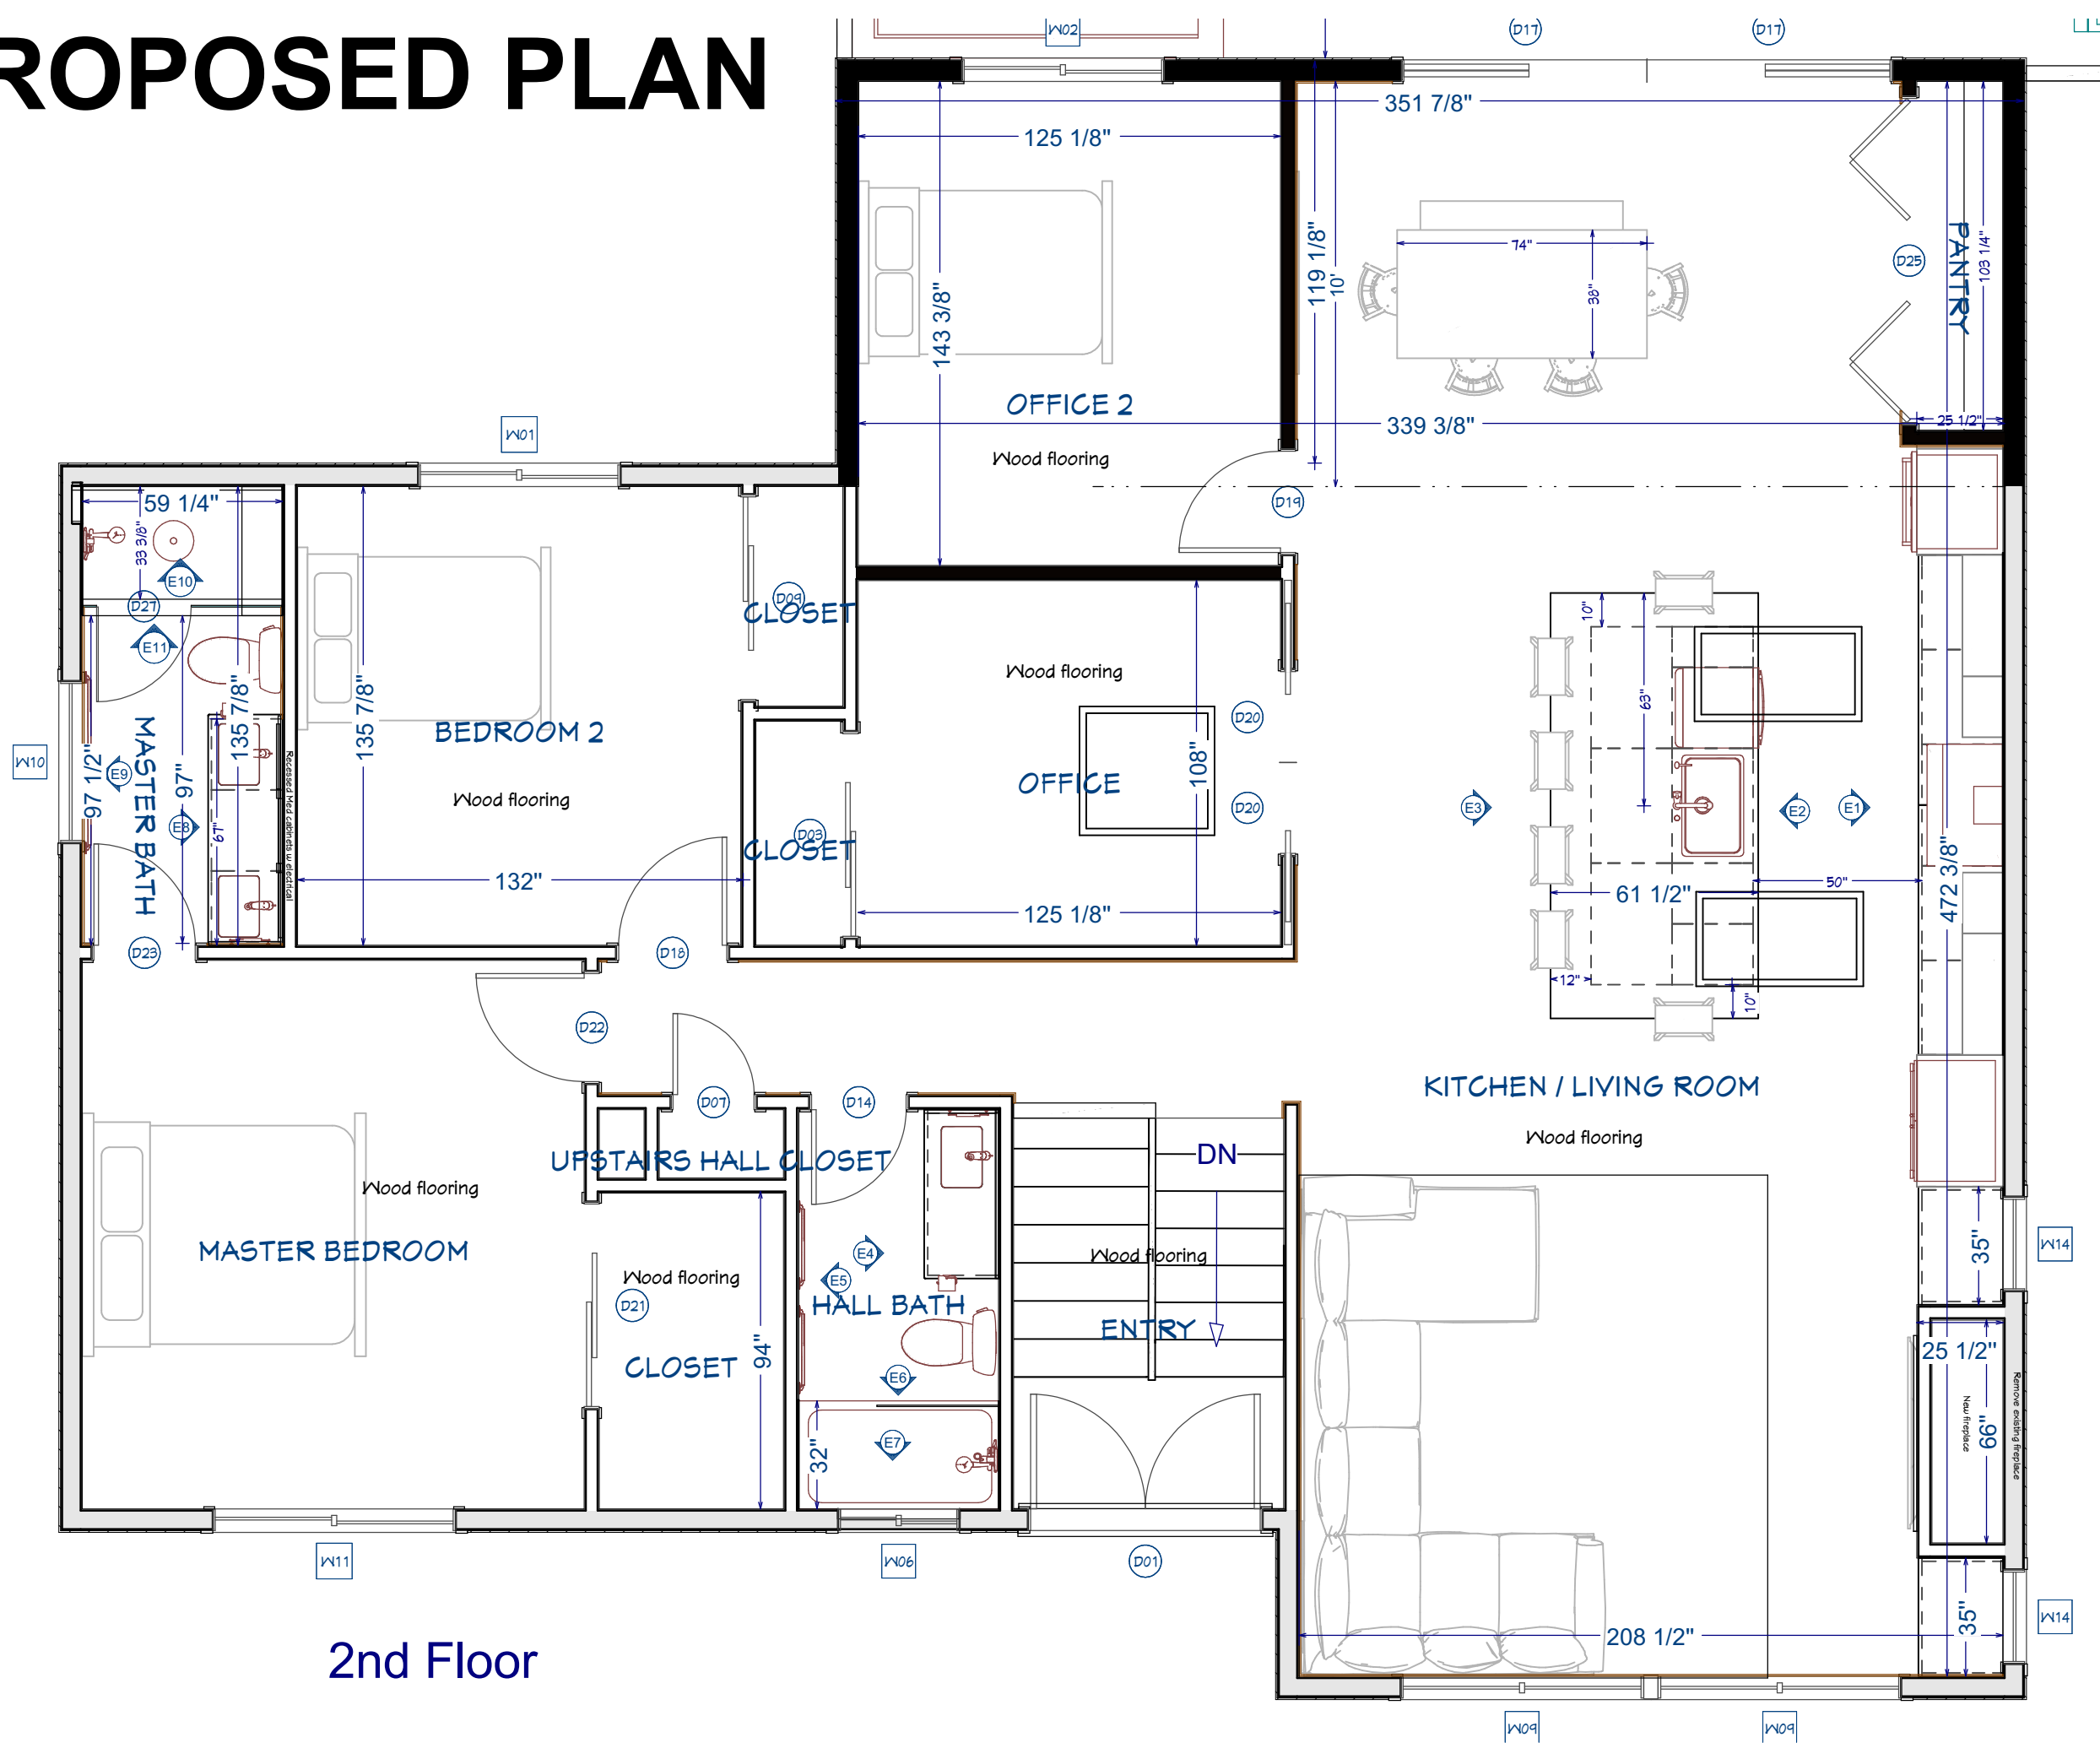 ROPOSED PLAN
W02
D17
D17
351 7/8"
125 1/8"
119 1/8"
10'
74"
38"
D25
PANTRY
103 1/4"
143 3/8"
OFFICE 2
339 3/8"
25 1/2"
W01
Wood flooring
D19
59 1/4"
33 3/8"
E10
D27
E11
D09
CLOSET
10"
Wood flooring
63"
135 7/8"
135 7/8"
BEDROOM 2
D20
W10
97 1/2"
E9
MASTER BATH
97"
E8
67"
Recessed Med cabinets w electrical
Wood flooring
OFFICE
108"
D20
E3
E2
E1
D03
CLOSET
132"
125 1/8"
61 1/2"
50"
472 3/8"
D23
D18
12"
10"
D22
KITCHEN / LIVING ROOM
D07
D14
Wood flooring
UPSTAIRS HALL CLOSET
DN
Wood flooring
MASTER BEDROOM
Wood flooring
E4
E5
Wood flooring
35"
W14
D21
HALL BATH
ENTRY
CLOSET
94"
E6
25 1/2"
New fireplace
66"
Remove existing fireplace
32"
E7
W11
W06
D01
35"
W14
208 1/2"
2nd Floor
W09
W09